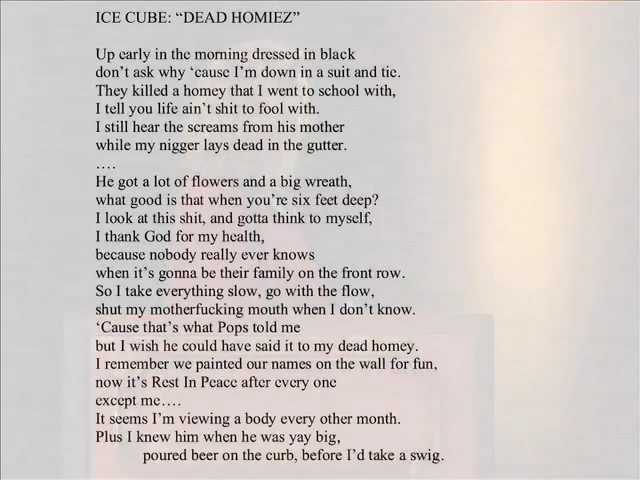 ICE CUBE: “DEAD HOMIEZ”
Up early in the morning dressed in black
don’t ask why ‘cause I’m down in a suit and tie.
They killed a homey that I went to school with,
I tell you life ain’t shit to fool with.
I still hear the screams from his mother
while my nigger lays dead in the gutter.
….
He got a lot of flowers and a big wreath,
what good is that when you’re six feet deep?
I look at this shit, and gotta think to myself,
I thank God for my health,
because nobody really ever knows
when it’s gonna be their family on the front row.
So I take everything slow, go with the flow,
shut my motherfucking mouth when I don’t know.
‘Cause that’s what Pops told me
but I wish he could have said it to my dead homey.
I remember we painted our names on the wall for fun,
now it’s Rest In Peace after every one
except me….
It seems I’m viewing a body every other month.
Plus I knew him when he was yay big,
poured beer on the curb, before I’d take a swig.